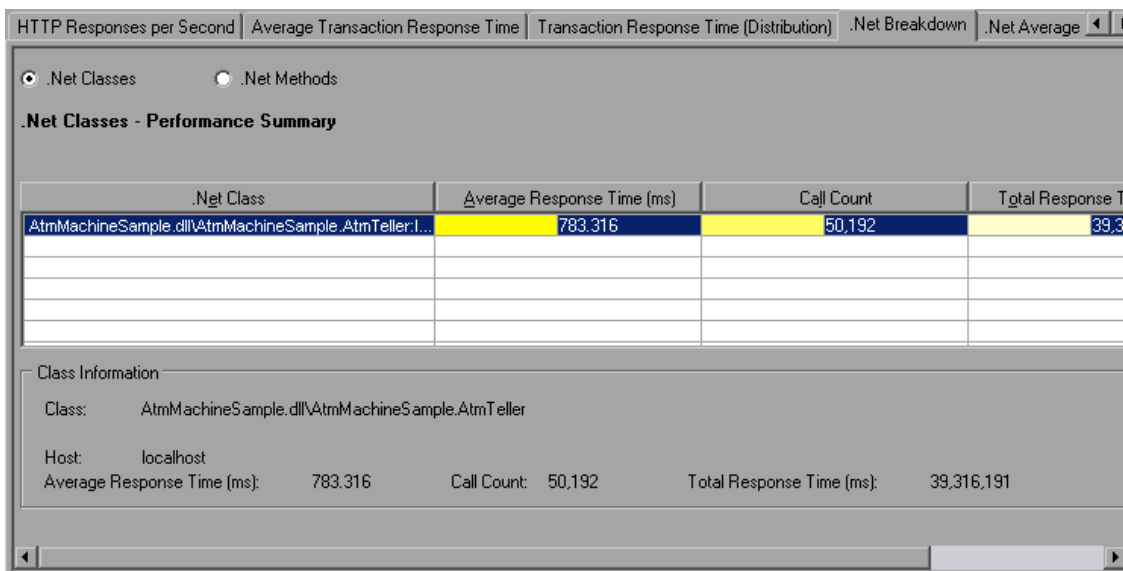 HTTP Responses per Second Average Transaction Response Time Transaction Response Time (Distribution) .Net Breakdown .Net Average
.Net Classes .Net Methods
.Net Classes - Performance Summary
.Net Class Average Response Time (ms) Call Count Total Response T
AtmMachineSample.dll\AtmMachineSample.AtmTeller:l... 783.316 50,192 39,3
Class Information
Class: AtmMachineSample.dll\AtmMachineSample.AtmTeller
Host: localhost
Average Response Time (ms): 783.316 Call Count: 50,192 Total Response Time (ms): 39,316,191